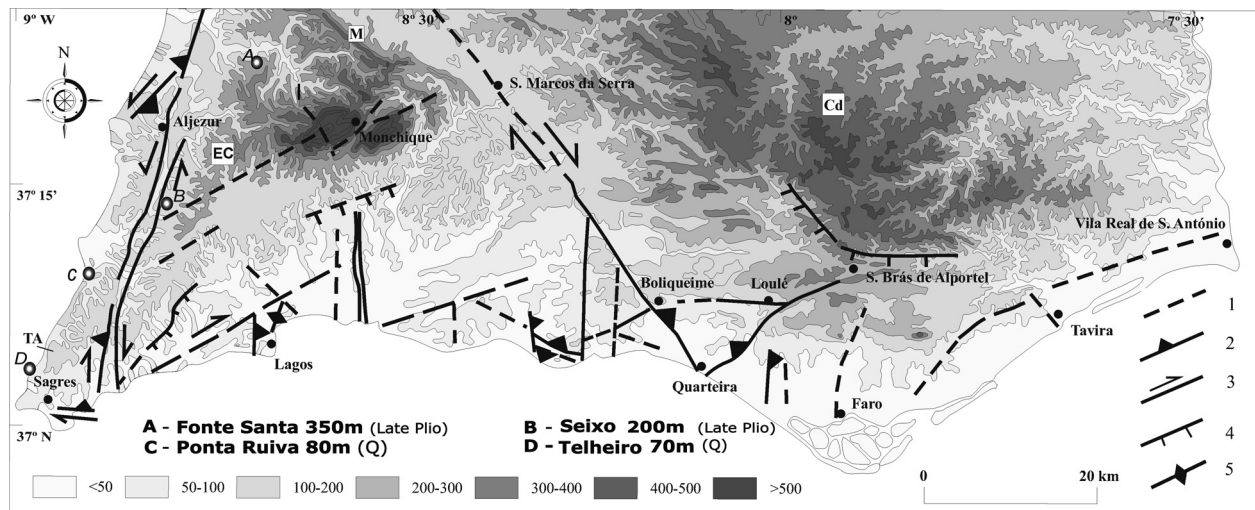 9º W
8º 30'
8º
7º 30'
M
A
N
S. Marcos da Serra
Cd
Aljezur
Monchique
EC
37º 15'
B
Vila Real de S. António
C
S. Brás de Alportel
Boliqueime
Loulé
1
Tavira
TA
2
D
Lagos
Sagres
Quarteira
3
Faro
37º N
A - Fonte Santa 350m (Late Plio)
B - Seixo 200m (Late Plio)
C - Ponta Ruiva 80m (Q)
D - Telheiro 70m (Q)
4
0 20 km
5
<50 50-100 100-200 200-300 300-400 400-500 >500